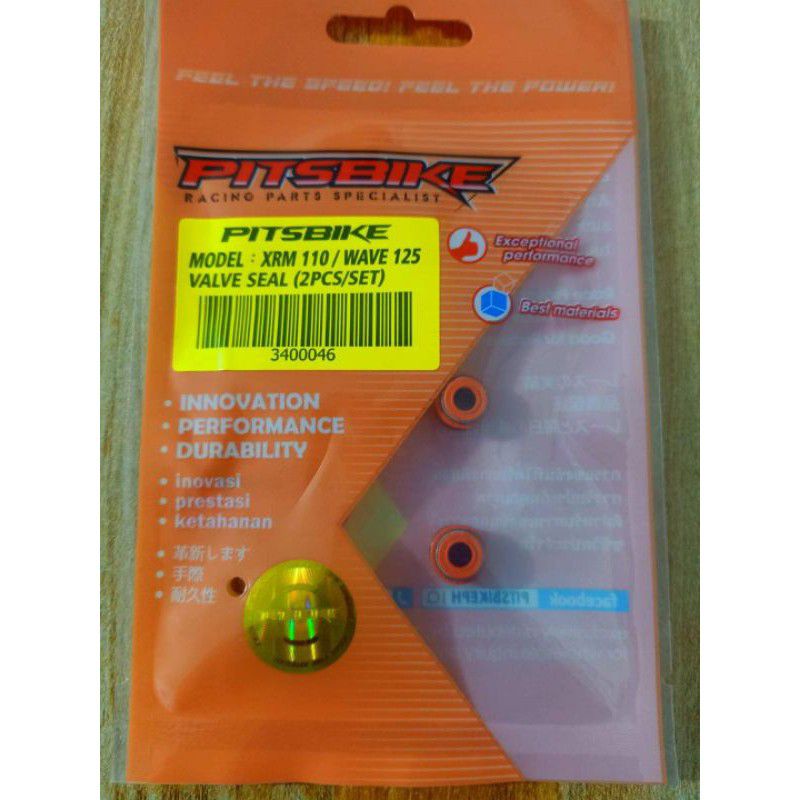 FEEL THE SPEED! FEEL THE POWER!
PITSBIKE
RACING PARTS SPECIALIST
PITSBIKE
MODEL : XRM 110 / WAVE 125
VALVE SEAL (2PCS/SET)
3400046
Exceptional
performance
Best materials
• INNOVATION
• PERFORMANCE
• DURABILITY
• inovasi
• prestasi
• ketahanan
• 革新します
• 手際
• 耐久性
facebook
PITSBIKEPH